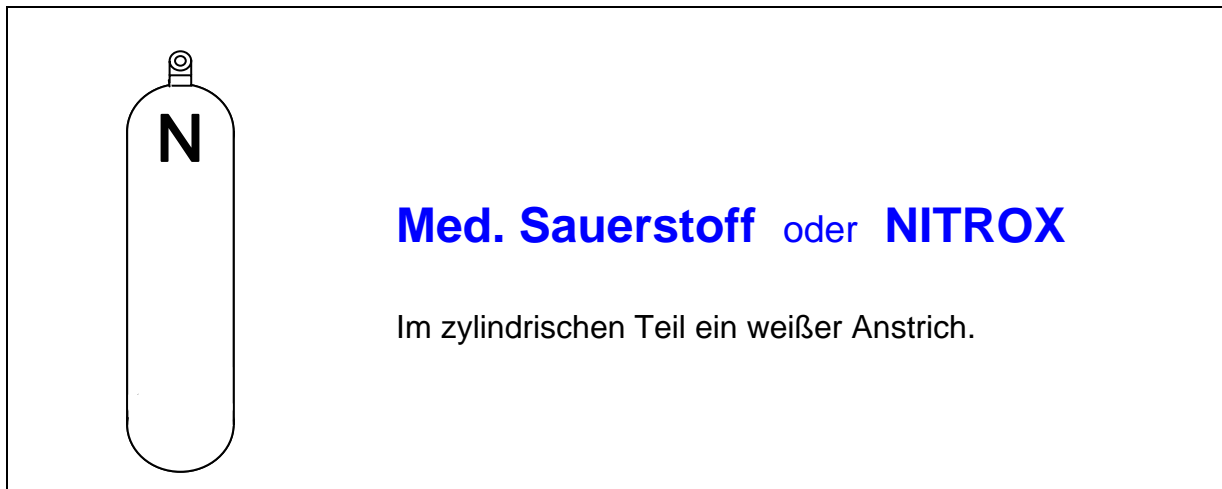 N
Med. Sauerstoff oder NITROX
Im zylindrischen Teil ein weißer Anstrich.